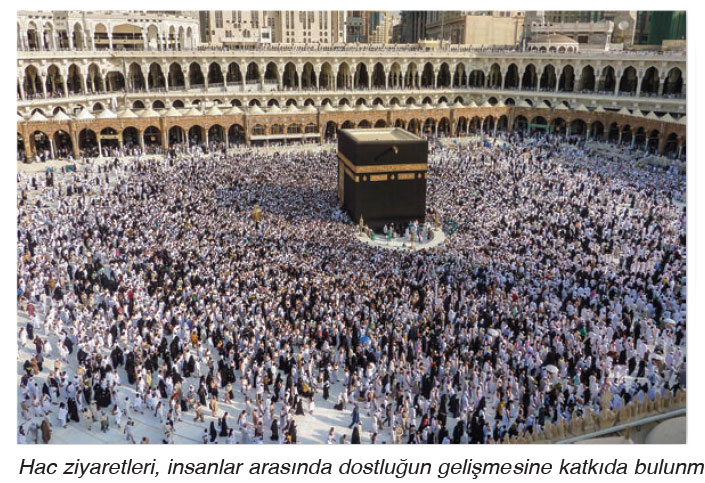 Hac ziyaretleri, insanlar arasında dostluğun gelişmesine katkıda bulunm